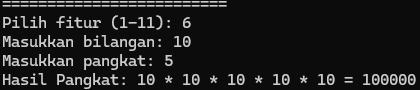 =========================
Pilih fitur (1-11): 6
Masukkan bilangan: 10
Masukkan pangkat: 5
Hasil Pangkat: 10 * 10 * 10 * 10 * 10 = 100000